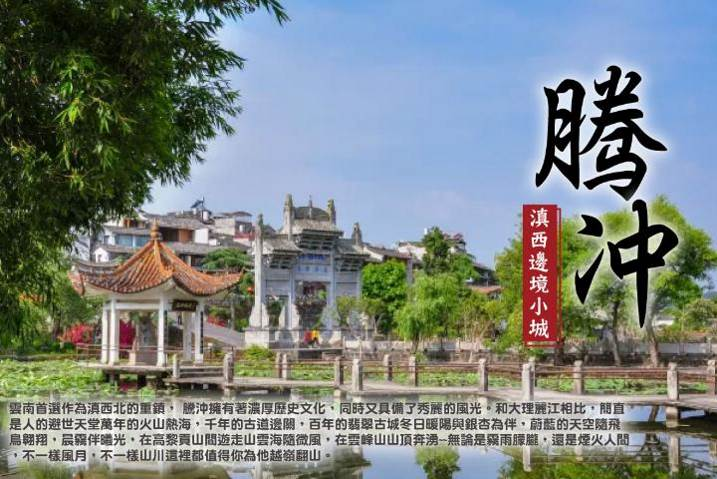 騰冲
滇西邊境小城
雲南首選作為滇西北的重鎮， 騰沖擁有著濃厚歷史文化，同時又具備了秀麗的風光。和大理麗江相比，簡直
是人的避世天堂萬年的火山熱海，千年的古道邊關，百年的翡翠古城冬日暖陽與銀杏為伴，蔚藍的天空隨飛
鳥翱翔，晨霧伴曦光，在高黎貢山間遊走山雲海隨微風，在雲峰山山頂奔湧--無論是霧雨朦朧，還是煙火人間
，不一樣風月，不一樣山川這裡都值得你為他越嶺翻山。